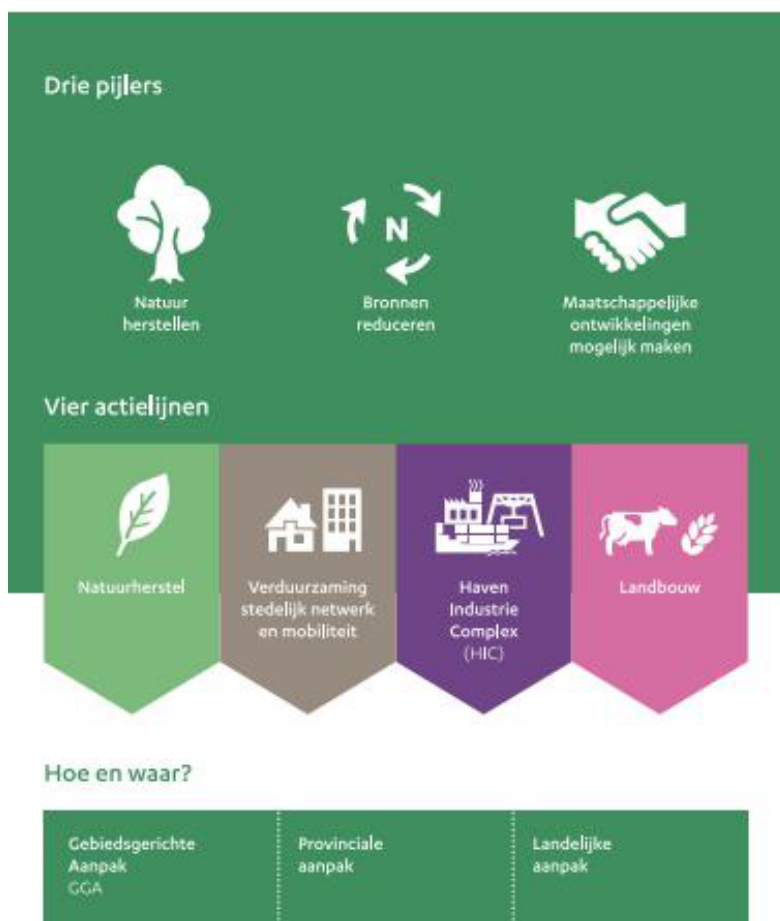 Drie pijlers
N
Natuur
herstellen
Bronnen
reduceren
Maatschappelijke
ontwikkelingen
mogelijk maken
Vier actielijnen
Natuurherstel
Verduurzaming
stedelijk netwerk
en mobiliteit
Haven
Industrie
Complex
(HIC)
Landbouw
Hoe en waar?
Gebiedsgerichte
Aanpak
GGA
Provinciale
aanpak
Landelijke
aanpak